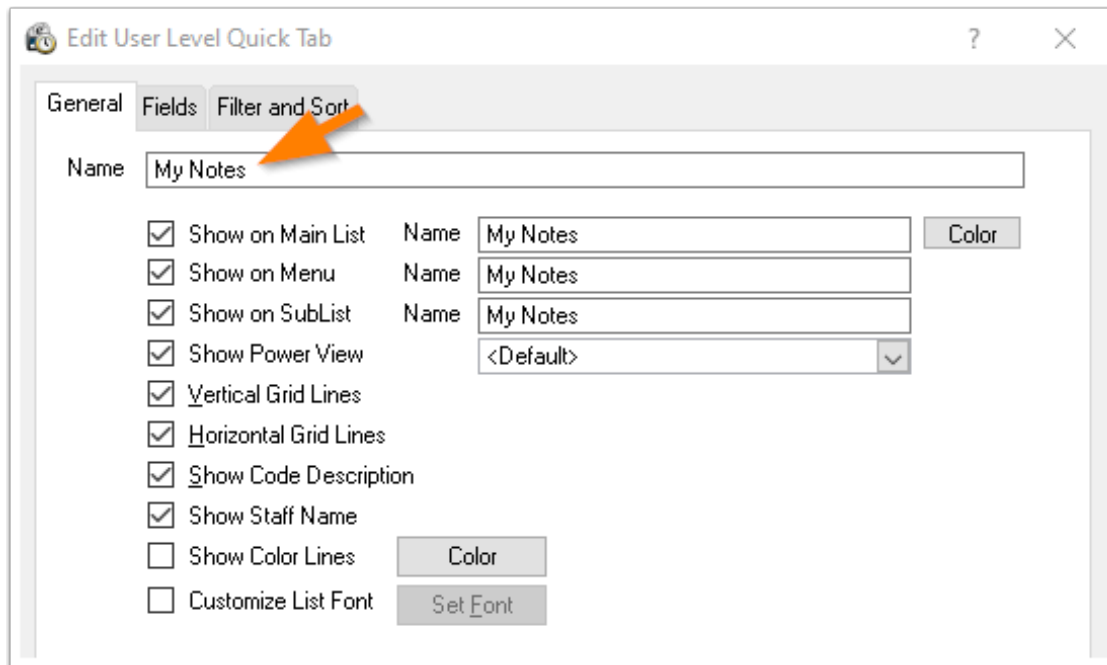 Edit User Level Quick Tab ?
General Fields Filter and Sort
Name My Notes
Show on Main List Name My Notes Color
Show on Menu Name My Notes
Show on SubList Name My Notes
Show Power View <Default>
Vertical Grid Lines
Horizontal Grid Lines
Show Code Description
Show Staff Name
Show Color Lines Color
Customize List Font Set Font